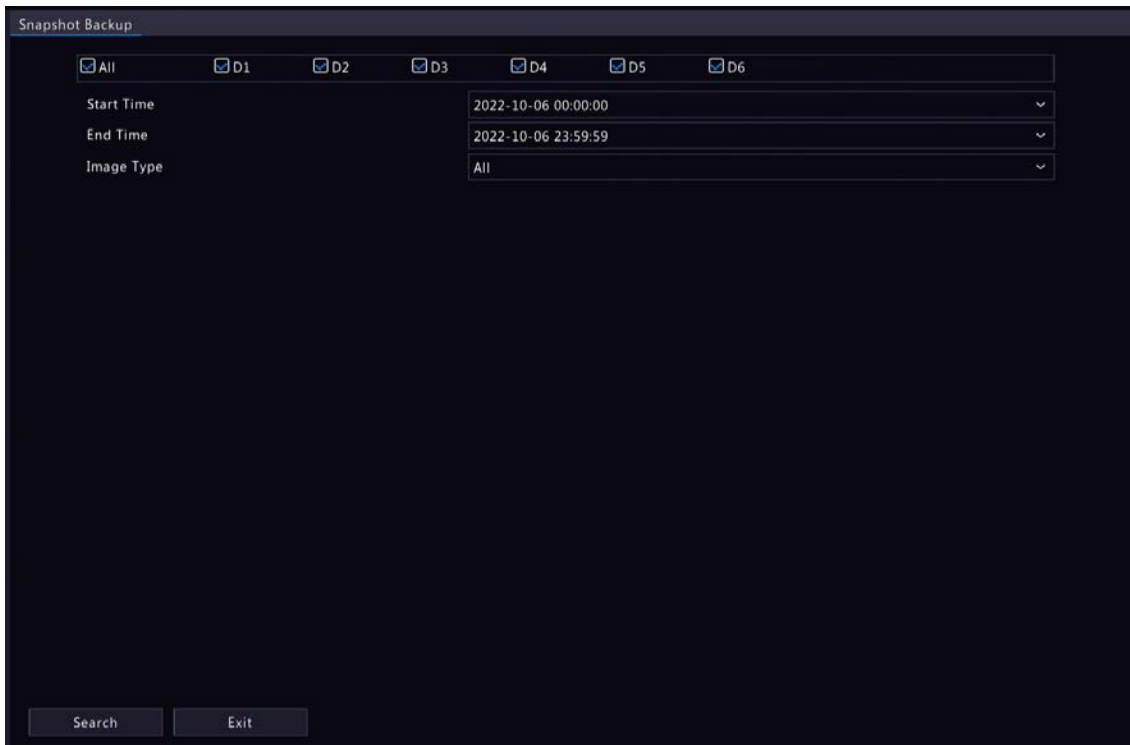 Snapshot Backup
All D1 D2 D3 D4 D5 D6
Start Time 2022-10-06 00:00:00
End Time 2022-10-06 23:59:59
Image Type All
Search Exit